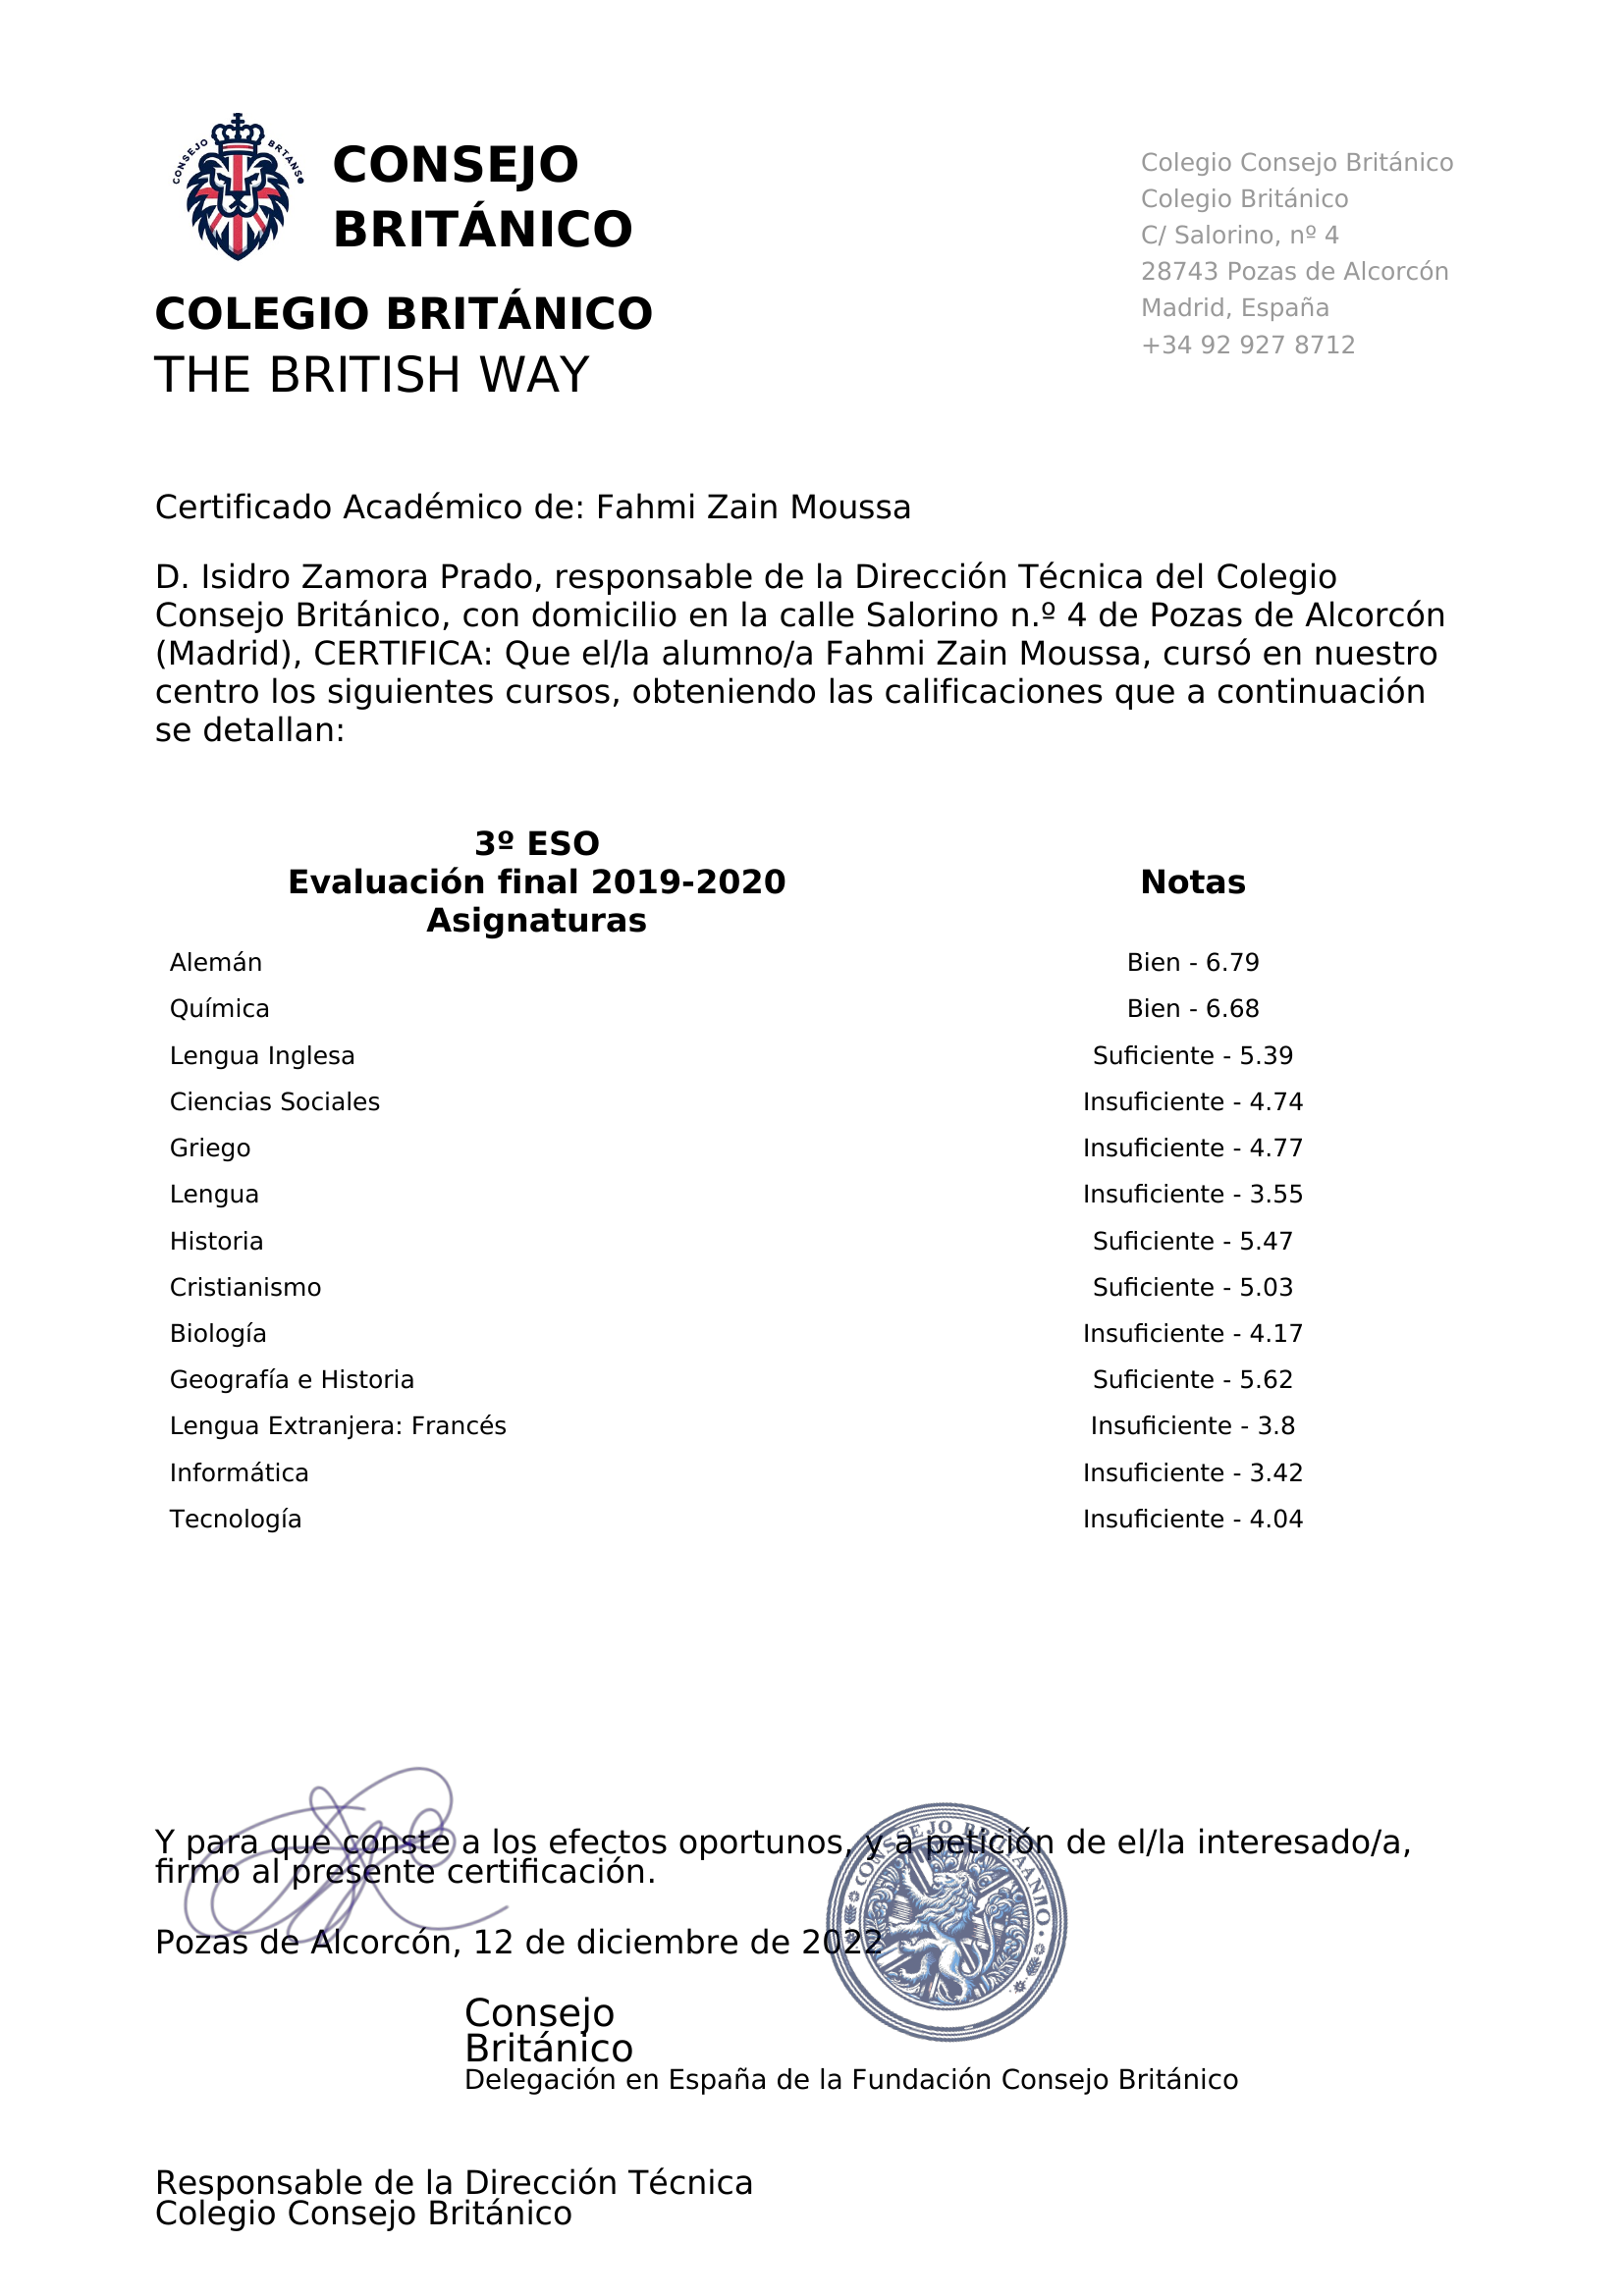 CONSEJO BRTANS
CONSEJO
BRITÁNICO
COLEGIO BRITÁNICO
THE BRITISH WAY
Colegio Consejo Británico
Colegio Británico
C/ Salorino, nº 4
28743 Pozas de Alcorcón
Madrid, España
+34 92 927 8712
Certificado Académico de: Fahmi Zain Moussa
D. Isidro Zamora Prado, responsable de la Dirección Técnica del Colegio
Consejo Británico, con domicilio en la calle Salorino n.º 4 de Pozas de Alcorcón
(Madrid), CERTIFICA: Que el/la alumno/a Fahmi Zain Moussa, cursó en nuestro
centro los siguientes cursos, obteniendo las calificaciones que a continuación
se detallan:
3º ESO
Evaluación final 2019-2020 Notas
Asignaturas
Alemán Bien - 6.79
Química Bien - 6.68
Lengua Inglesa Suficiente - 5.39
Ciencias Sociales Insuficiente - 4.74
Griego Insuficiente - 4.77
Lengua Insuficiente - 3.55
Historia Suficiente - 5.47
Cristianismo Suficiente - 5.03
Biología Insuficiente - 4.17
Geografía e Historia Suficiente - 5.62
Lengua Extranjera: Francés Insuficiente - 3.8
Informática Insuficiente - 3.42
Tecnología Insuficiente - 4.04
Y para que conste a los efectos oportunos, y a petición de el/la interesado/a,
firmo al presente certificación.
Pozas de Alcorcón, 12 de diciembre de 2022
Consejo
Británico
Delegación en España de la Fundación Consejo Británico
Responsable de la Dirección Técnica
Colegio Consejo Británico